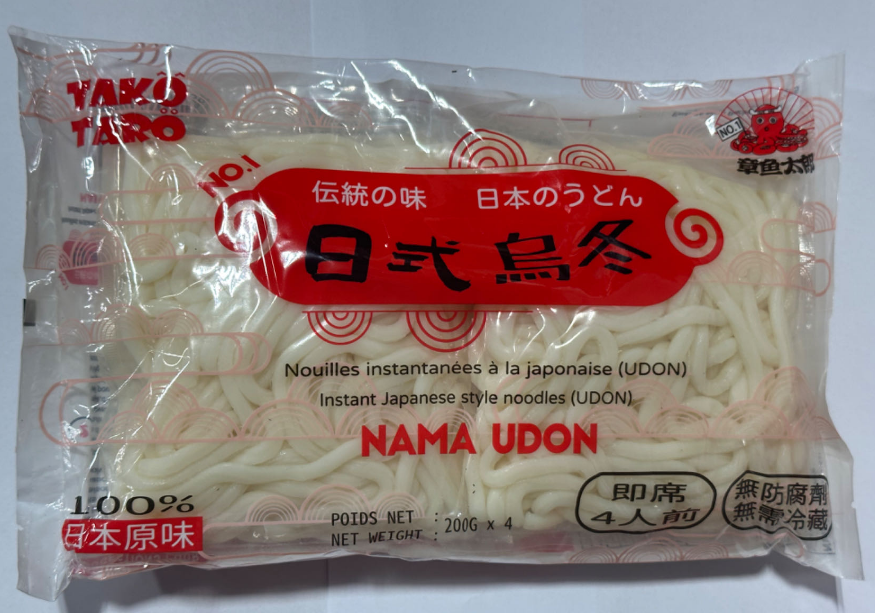 TAKÔ
TARO
NO.1
NO.1
章魚太郎
伝統の味 日本のうどん
日式烏冬
Nouilles instantanées à la japonaise (UDON)
Instant Japanese style noodles (UDON)
NAMA UDON
100%
日本原味
POIDS NET :
NET WEIGHT :
200G x 4
即席
4人前
無防腐劑
無需冷藏